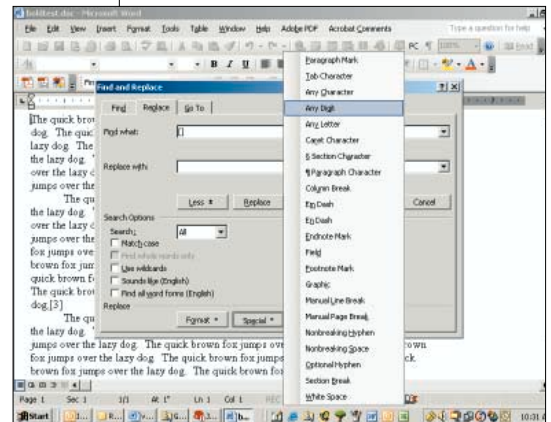 boldtest.doc - Microsoft Word
File Edit View Insert Format Tools Table Window Help Adobe PDF Acrobat Comments Type a question for help
Find and Replace
Find Replace Go To
Find what: []
Replace with:
Less Replace Cancel
Search Options
Search: All
Match case
Find whole words only
Use wildcards
Sounds like (English)
Find all word forms (English)
Replace
Format Special
Paragraph Mark
Tab Character
Any Character
Any Digit
Any Letter
Caret Character
§ Section Character
¶ Paragraph Character
Column Break
Em Dash
En Dash
Endnote Mark
Field
Footnote Mark
Graphic
Manual Line Break
Manual Page Break
Nonbreaking Hyphen
Nonbreaking Space
Optional Hyphen
Section Break
White Space
The quick brow
dog. The quic
lazy dog. The
the lazy dog.
over the lazy d
jumps over the
The qu
the lazy dog.
over the lazy d
jumps over the
fox jumps over
brown fox jum
quick brown f
The quick brow
dog.[3]
The qu
the lazy dog.
jumps over the lazy dog. The quick brown fox jumps ove rown
fox jumps over the lazy dog. The quick brown fox jumps ck
brown fox jumps over the lazy dog. The quick brown fo
Page 1 Sec 1 1/1 At 1" Ln 1 Col 1 REC
Start 10:31